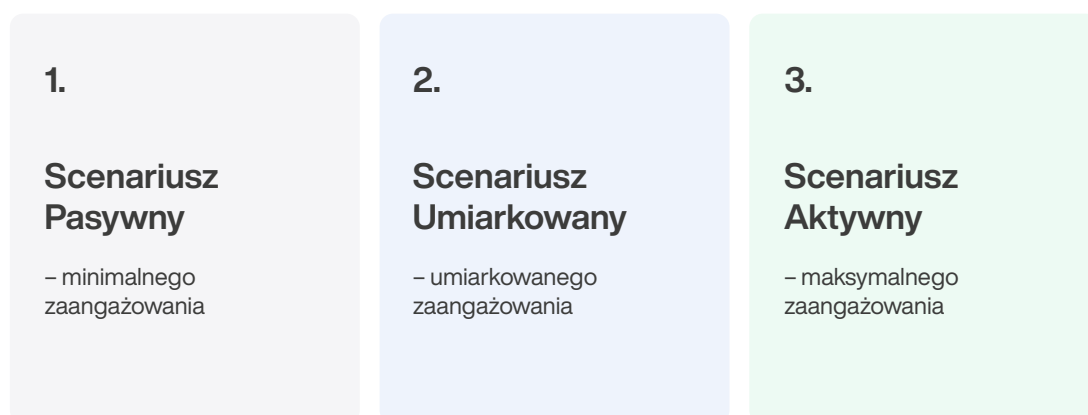 1.
Scenariusz
Pasywny
– minimalnego
zaangażowania
2.
Scenariusz
Umiarkowany
– umiarkowanego
zaangażowania
3.
Scenariusz
Aktywny
– maksymalnego
zaangażowania